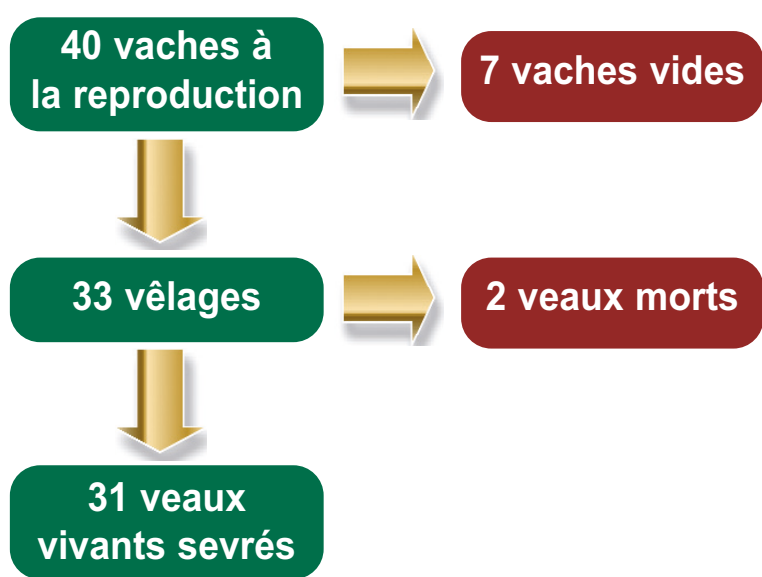 40 vaches à
la reproduction
7 vaches vides
33 vêlages
2 veaux morts
31 veaux
vivants sevrés